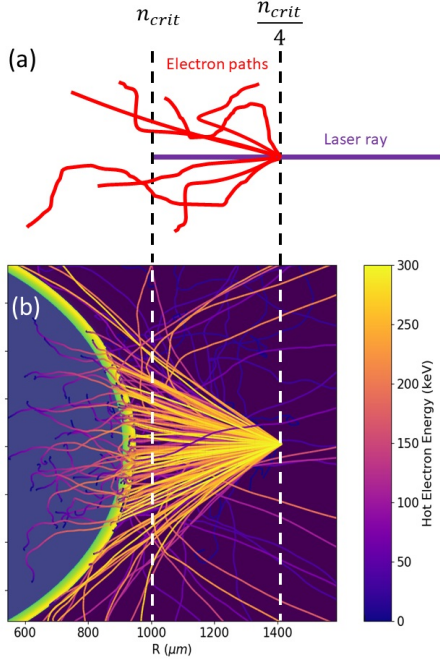 n_crit
n_crit
4
(a)
Electron paths
Laser ray
(b)
300
250
200
150
100
50
0
Hot Electron Energy (keV)
600
800
1000
1200
1400
R (μm)